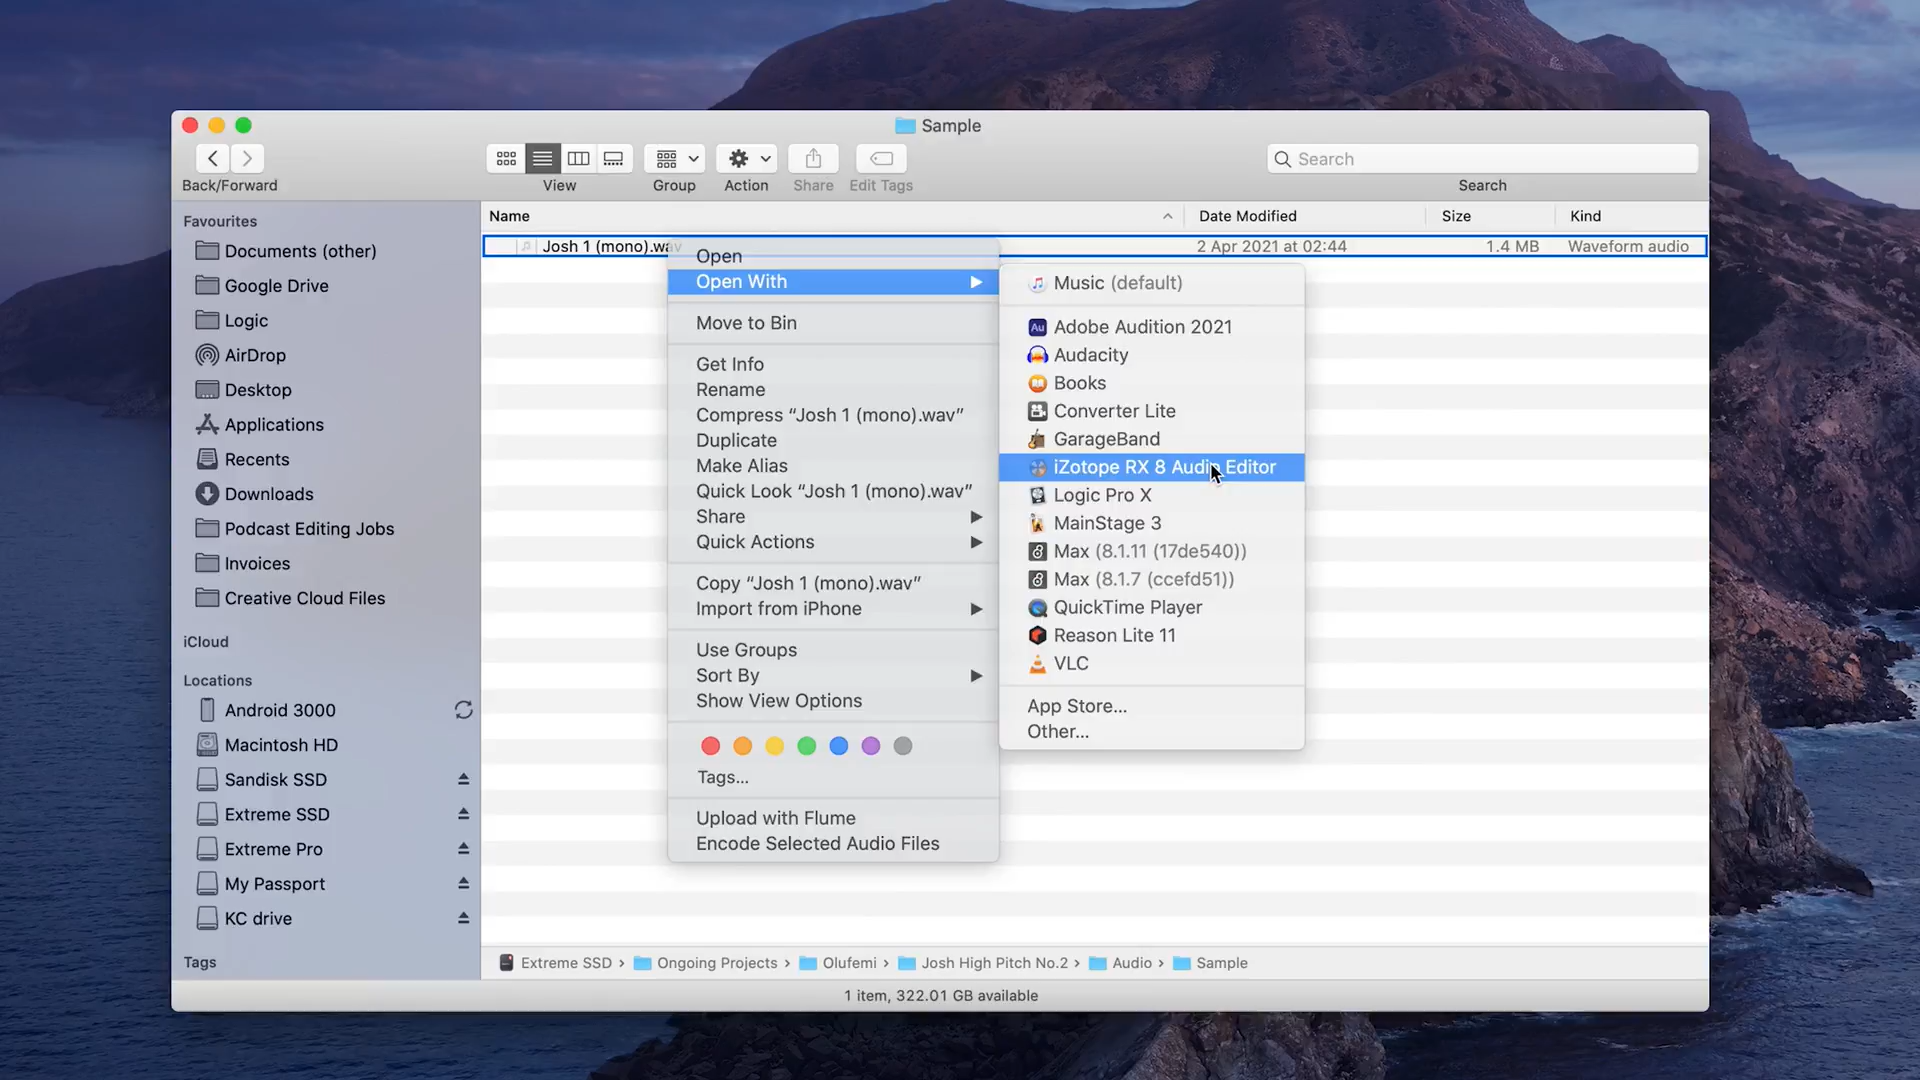 Sample
Back/Forward
View
Group
Action
Share
Edit Tags
Search
Search
Favourites
Documents (other)
Google Drive
Logic
AirDrop
Desktop
Applications
Recents
Downloads
Podcast Editing Jobs
Invoices
Creative Cloud Files
iCloud
Locations
Android 3000
Macintosh HD
Sandisk SSD
Extreme SSD
Extreme Pro
My Passport
KC drive
Tags
Name Date Modified Size Kind
Josh 1 (mono).wav 2 Apr 2021 at 02:44 1.4 MB Waveform audio
Open
Open With
Move to Bin
Get Info
Rename
Compress “Josh 1 (mono).wav”
Duplicate
Make Alias
Quick Look “Josh 1 (mono).wav”
Share
Quick Actions
Copy “Josh 1 (mono).wav”
Import from iPhone
Use Groups
Sort By
Show View Options
Tags...
Upload with Flume
Encode Selected Audio Files
Music (default)
Au Adobe Audition 2021
Audacity
Books
Converter Lite
GarageBand
iZotope RX 8 Audio Editor
Logic Pro X
MainStage 3
Max (8.1.11 (17de540))
Max (8.1.7 (ccefd51))
QuickTime Player
Reason Lite 11
VLC
App Store...
Other...
Extreme SSD › Ongoing Projects › Olufemi › Josh High Pitch No.2 › Audio › Sample
1 item, 322.01 GB available